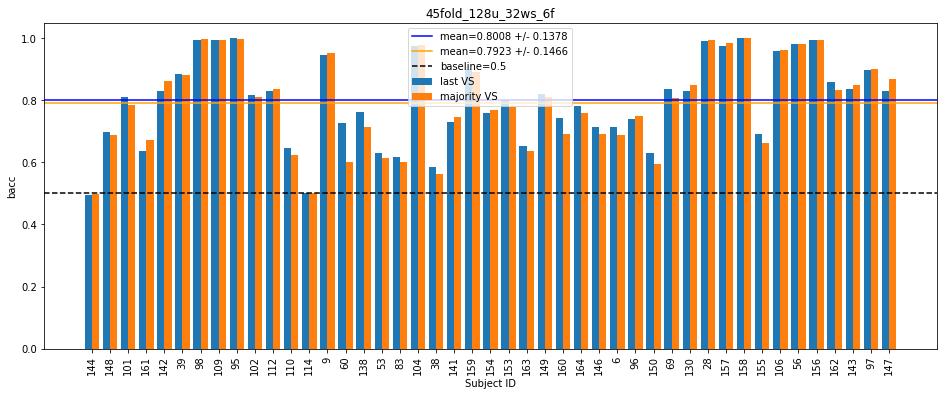 45fold_128u_32ws_6f
mean=0.8008 +/- 0.1378
mean=0.7923 +/- 0.1466
baseline=0.5
last VS
majority VS
bacc
1.0
0.8
0.6
0.4
0.2
0.0
144 148 101 161 142 39 98 109 95 102 112 110 114 9 60 138 53 83 104 38 141 159 154 153 163 149 160 164 146 6 96 150 69 130 28 157 158 155 106 56 156 162 143 97 147
Subject ID